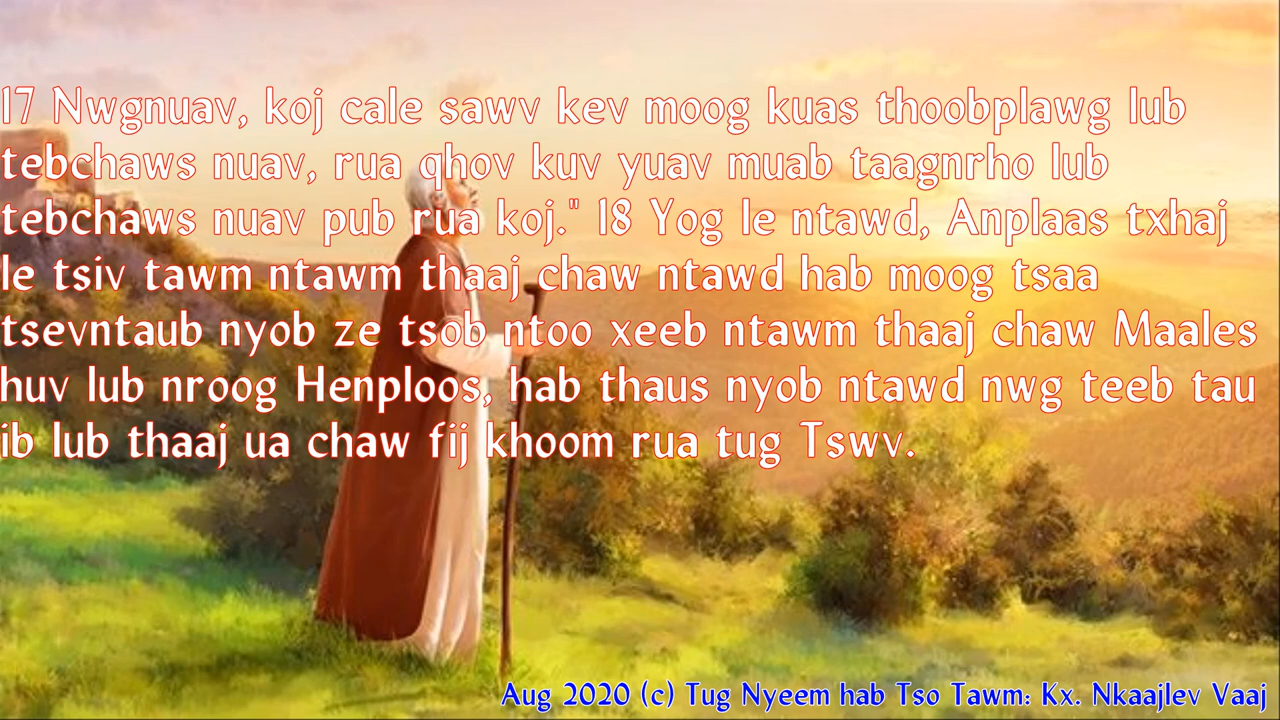 17 Nwgnuav, koj cale sawv kev moog kuas thoobplawg lub
tebchaws nuav, rua qhov kuv yuav muab taagnrho lub
tebchaws nuav pub rua koj." 18 Yog le ntawd, Anplaas txhaj
le tsiv tawm ntawm thaaj chaw ntawd hab moog tsaa
tsevntaub nyob ze tsob ntoo xeeb ntawm thaaj chaw Maales
huv lub nroog Henploos, hab thaus nyob ntawd nwg teeb tau
ib lub thaaj ua chaw fij khoom rua tug Tswv.
Aug 2020 (c) Tug Nyeem hab Tso Tawm: Kx. Nkaajlev Vaaj